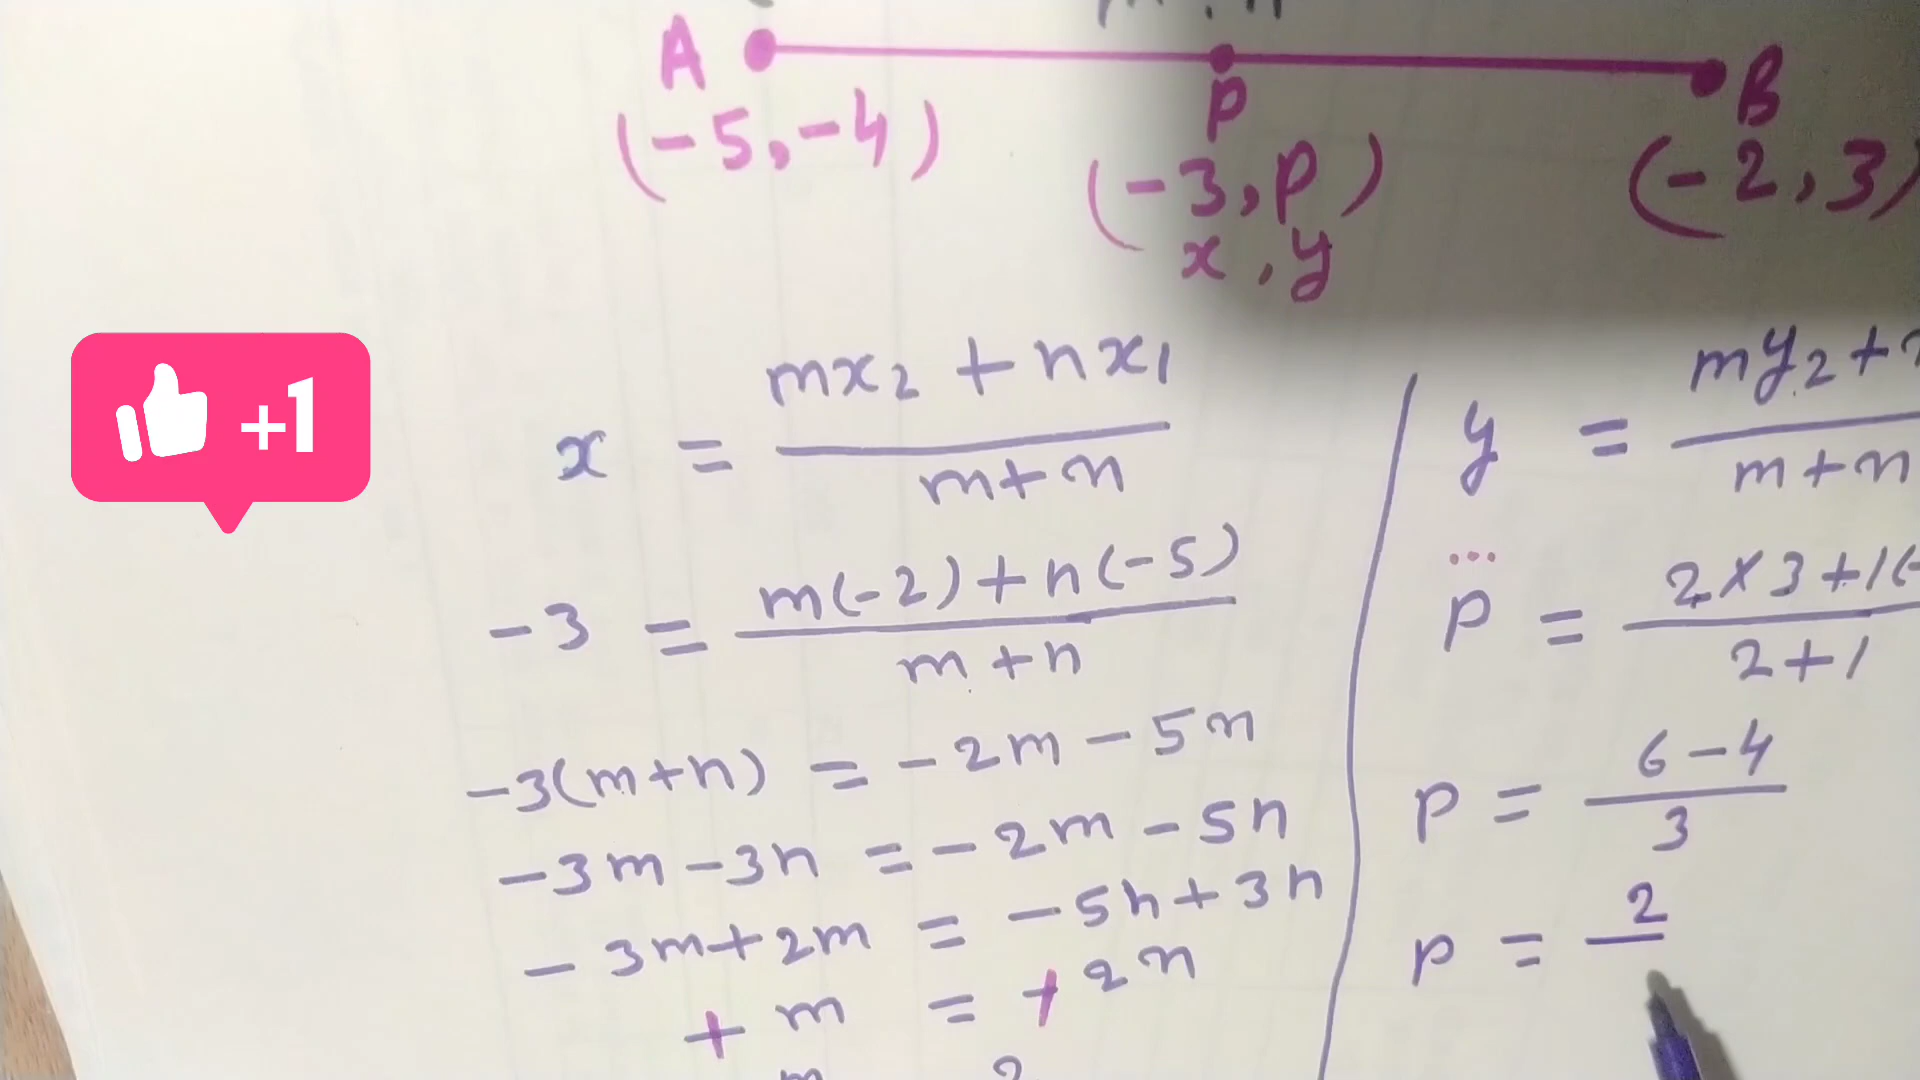 A P B
(-5,-4) (-3,p) (-2,3)
x,y
+1
x = mx₂ + nx₁ / m+n
-3 = m(-2)+n(-5) / m+n
-3(m+n) = -2m-5n
-3m-3n = -2m-5n
-3m+2m = -5n+3n
+m = +2n
y = my₂+ / m+n
...
p = 2×3+1(- / 2+1
p = 6-4 / 3
p = 2